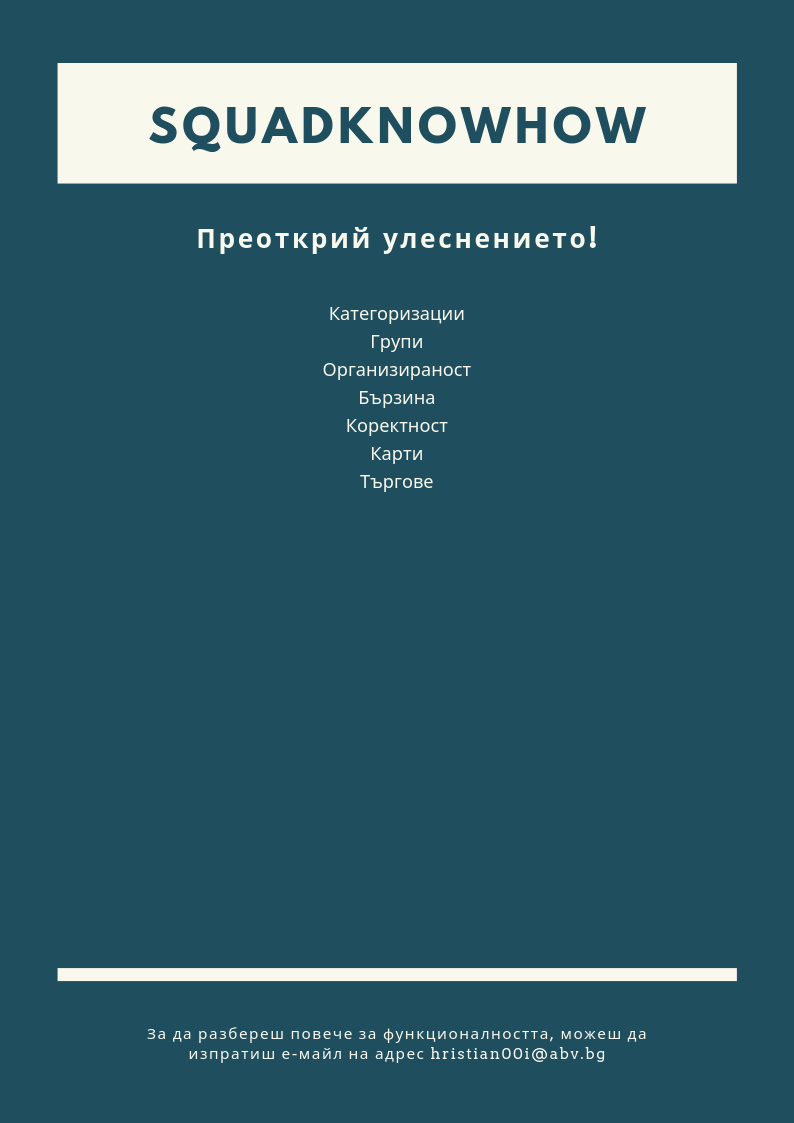 SQUADKNOWHOW
Преоткрий улеснението!
Категоризации
Групи
Организираност
Бързина
Коректност
Карти
Търгове
За да разбереш повече за функционалността, можеш да
изпратиш е-майл на адрес hristian00i@abv.bg